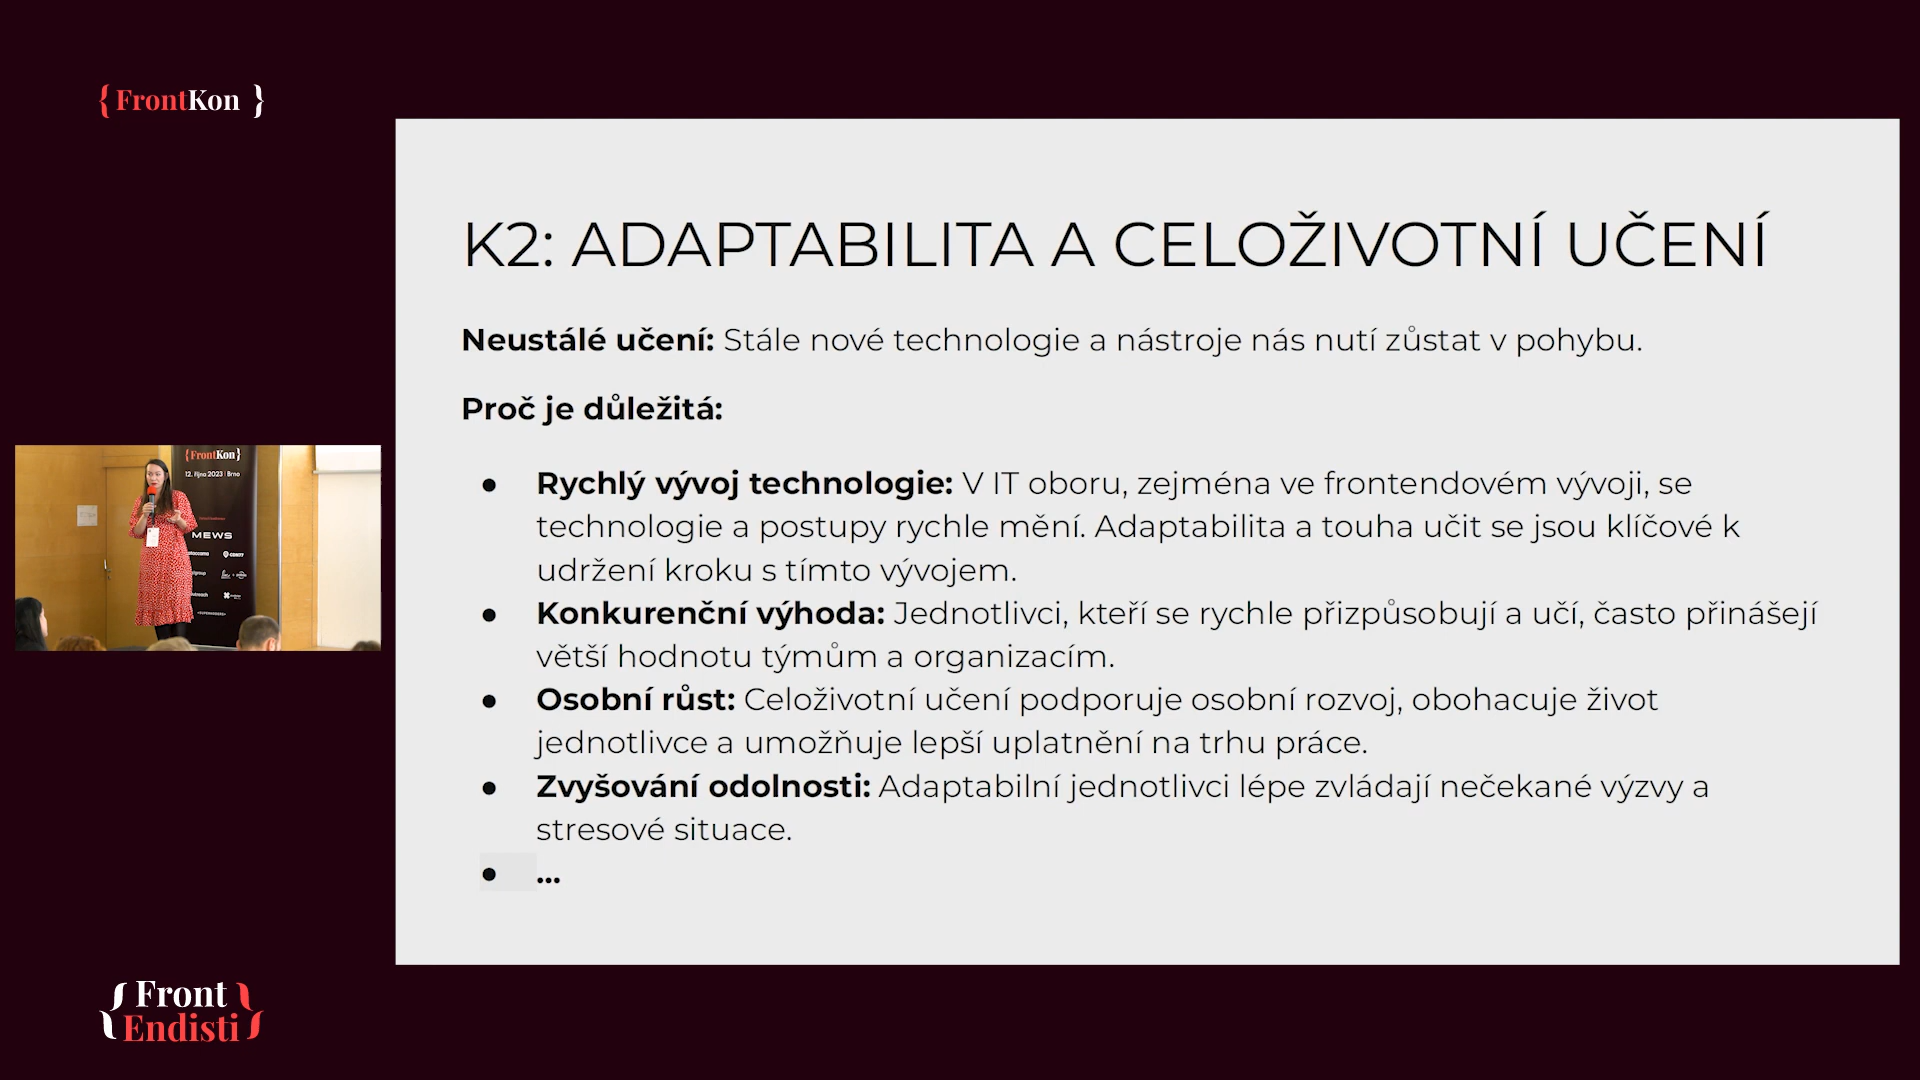 { FrontKon }
K2: ADAPTABILITA A CELOŽIVOTNÍ UČENÍ
Neustálé učení: Stále nové technologie a nástroje nás nutí zůstat v pohybu.
Proč je důležitá:
● Rychlý vývoj technologie: V IT oboru, zejména ve frontendovém vývoji, se
technologie a postupy rychle mění. Adaptabilita a touha učit se jsou klíčové k
udržení kroku s tímto vývojem.
● Konkurenční výhoda: Jednotlivci, kteří se rychle přizpůsobují a učí, často přinášejí
větší hodnotu týmům a organizacím.
● Osobní růst: Celoživotní učení podporuje osobní rozvoj, obohacuje život
jednotlivce a umožňuje lepší uplatnění na trhu práce.
● Zvyšování odolnosti: Adaptabilní jednotlivci lépe zvládají nečekané výzvy a
stresové situace.
● ...
{FrontKon}
12. října 2023 | Brno
MEWS
{ Front }
{ Endisti }